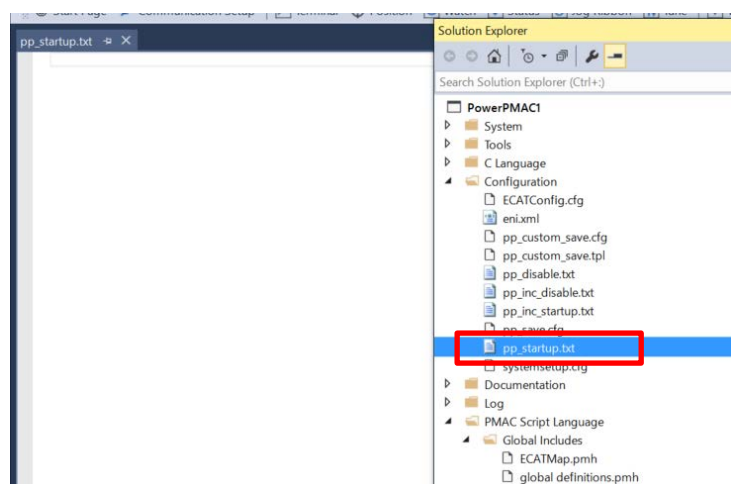 Start Page Communication Setup Terminal Position Watch Status Jog Ribbon Tune
pp_startup.txt
Solution Explorer
Search Solution Explorer (Ctrl+;)
PowerPMAC1
System
Tools
C Language
Configuration
ECATConfig.cfg
eni.xml
pp_custom_save.cfg
pp_custom_save.tpl
pp_disable.txt
pp_inc_disable.txt
pp_inc_startup.txt
pp_save.cfg
pp_startup.txt
systemsetup.cfg
Documentation
Log
PMAC Script Language
Global Includes
ECATMap.pmh
global definitions.pmh